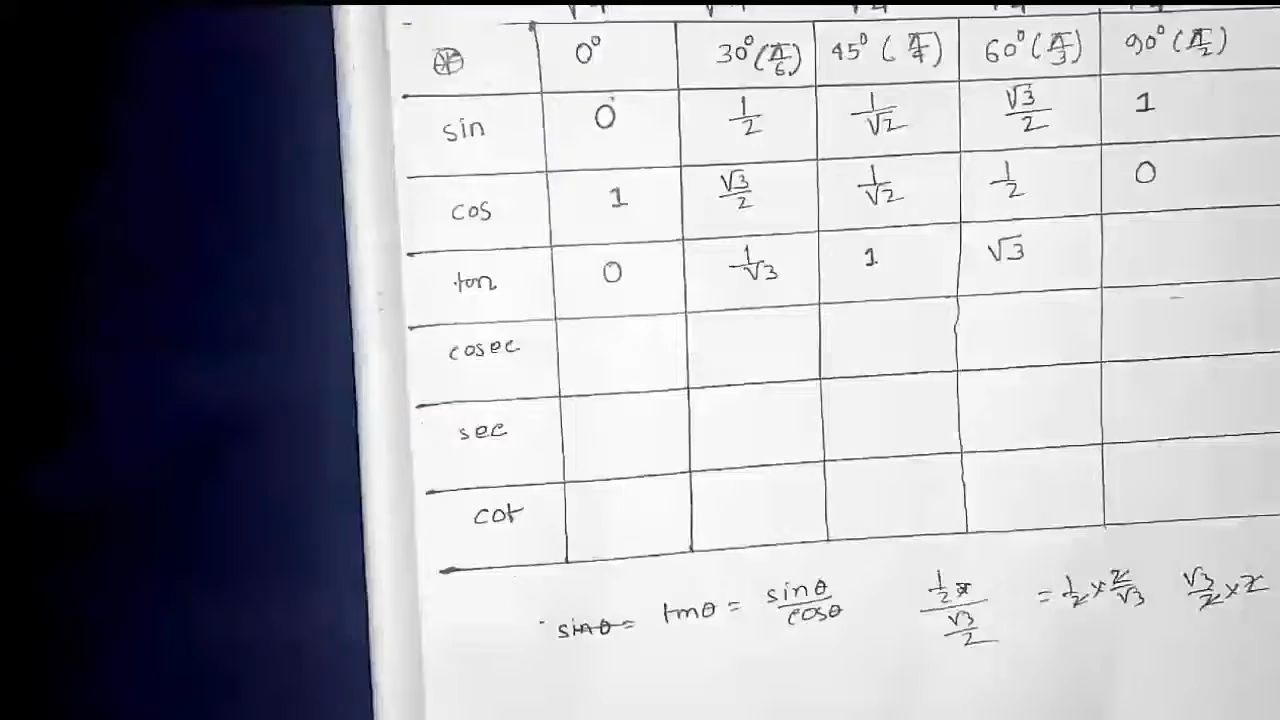 0° 30° (π/6) 45° (π/4) 60° (π/3) 90° (π/2)
sin 0 1/2 1/√2 √3/2 1
cos 1 √3/2 1/√2 1/2 0
tan 0 1/√3 1 √3
cosec
sec
cot
sinθ= tanθ = sinθ/cosθ 1/2 / √3/2 = 1/2 × 2/√3 √3/2 × 2